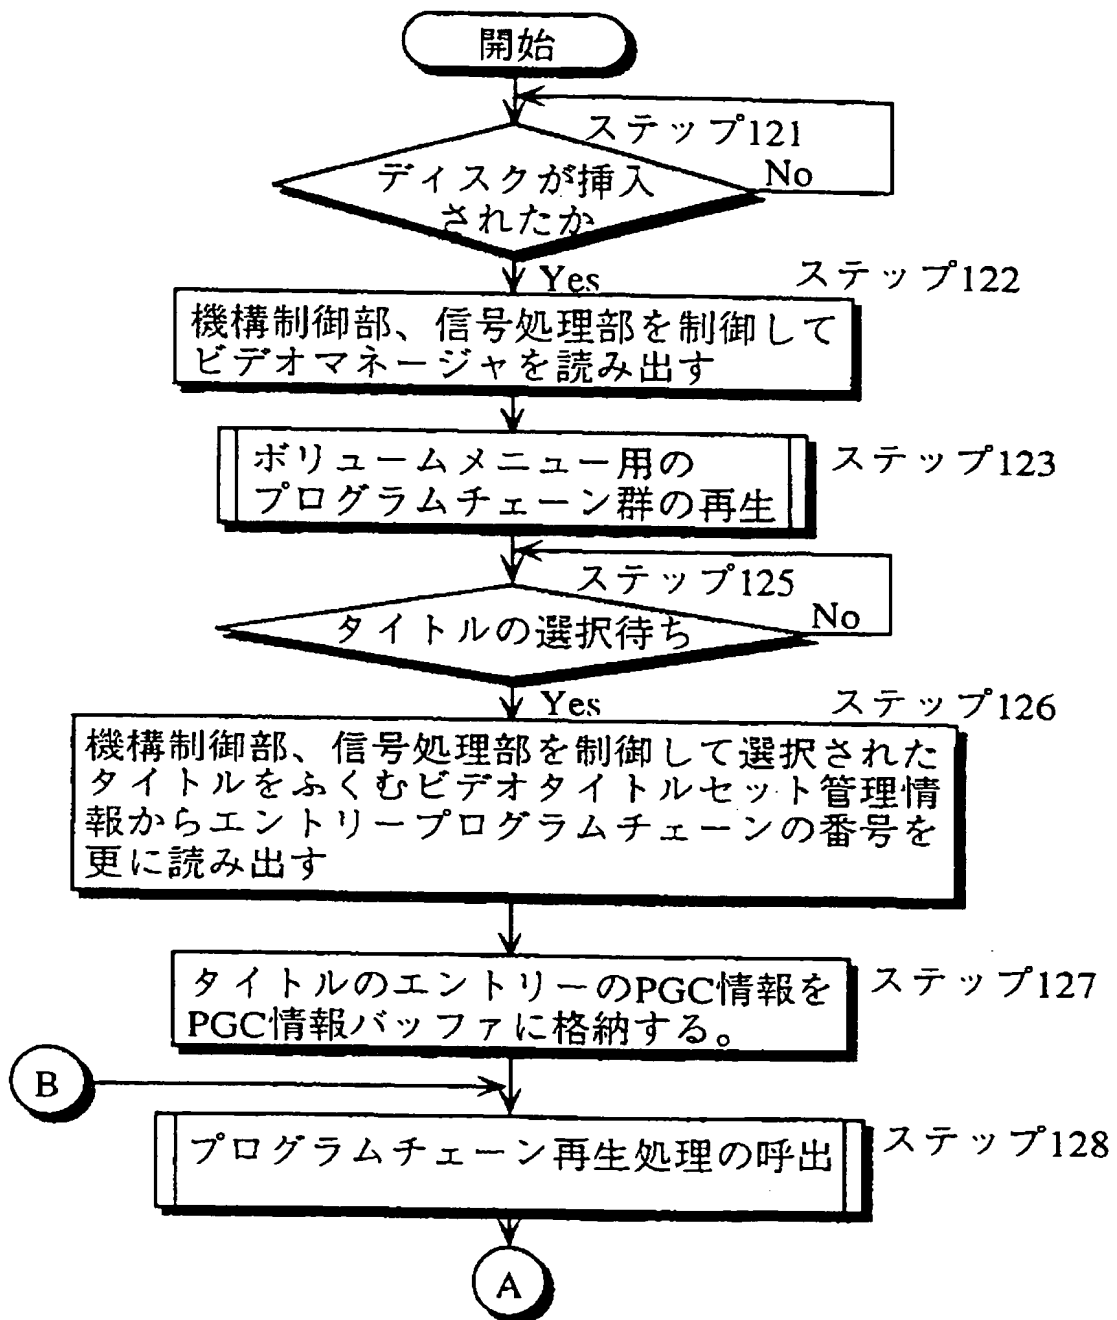 開始
ステップ121
ディスクが挿入
されたか
No
Yes
ステップ122
機構制御部、信号処理部を制御して
ビデオマネージャを読み出す
ボリュームメニュー用の
プログラムチェーン群の再生
ステップ123
ステップ125
タイトルの選択待ち
No
Yes
ステップ126
機構制御部、信号処理部を制御して選択された
タイトルをふくむビデオタイトルセット管理情
報からエントリープログラムチェーンの番号を
更に読み出す
タイトルのエントリーのPGC情報を
PGC情報バッファに格納する。
ステップ127
B
プログラムチェーン再生処理の呼出
ステップ128
A